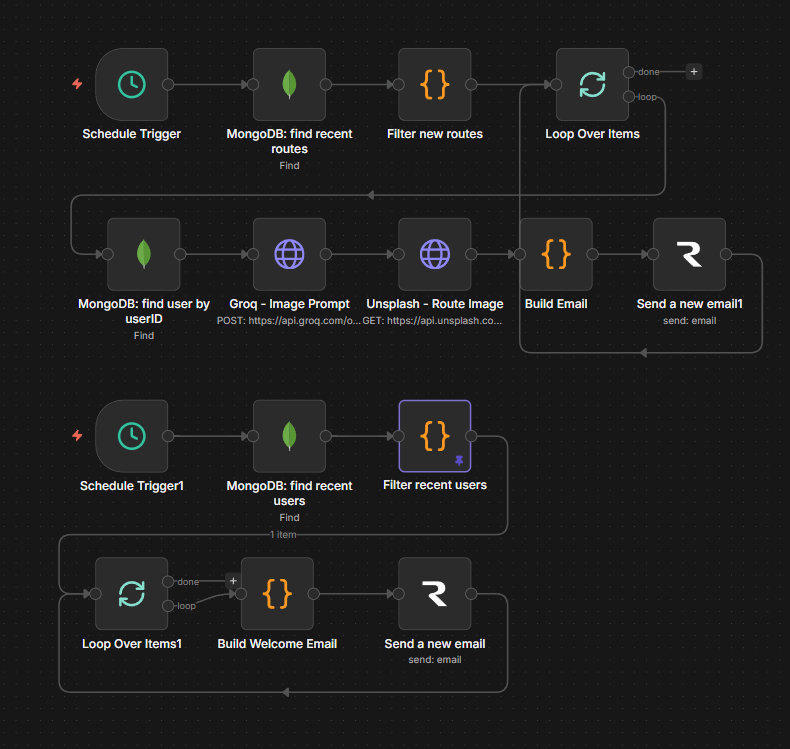 done
loop
Schedule Trigger
MongoDB: find recent
routes
Find
Filter new routes
Loop Over Items
MongoDB: find user by
userID
Find
Groq - Image Prompt
POST: https://api.groq.com/o...
Unsplash - Route Image
GET: https://api.unsplash.co...
Build Email
Send a new email1
send: email
Schedule Trigger1
MongoDB: find recent
users
Find
Filter recent users
1 item
done
loop
Loop Over Items1
Build Welcome Email
Send a new email
send: email